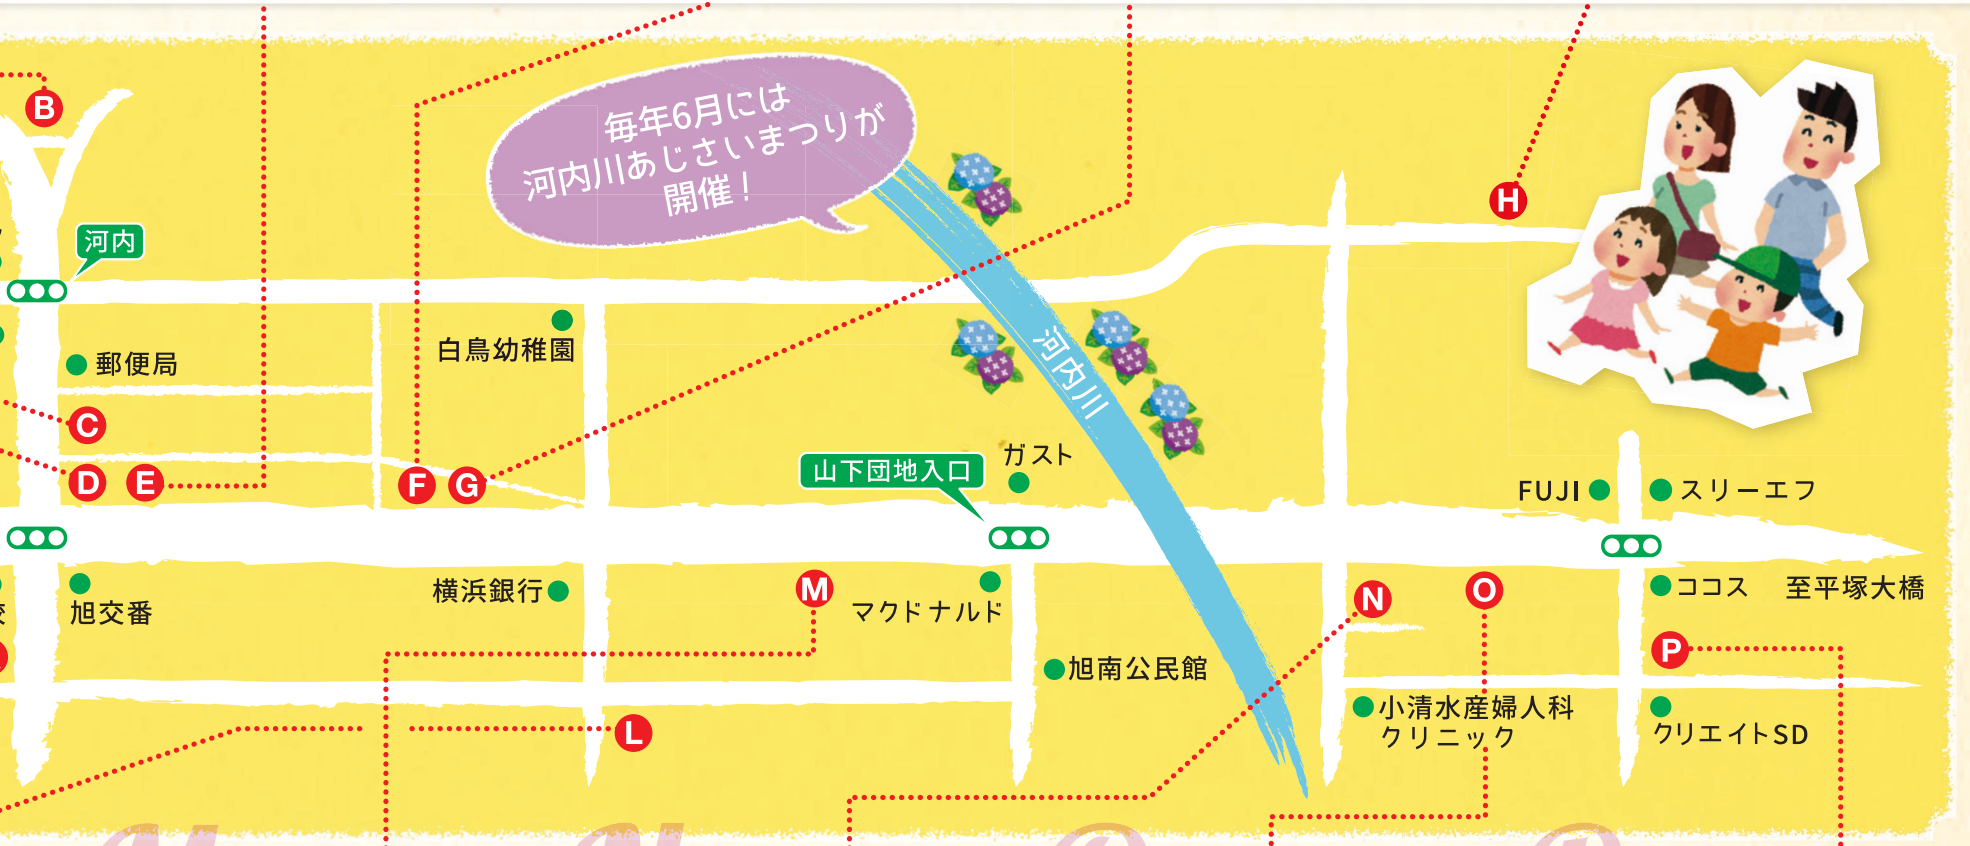 B
毎年6月には
河内川あじさいまつりが
開催！
H
河内
白鳥幼稚園
郵便局
河内川
C
D
E
F
G
ガスト
山下団地入口
FUJI
スリーエフ
旭交番
横浜銀行
M
マクドナルド
N
O
ココス
至平塚大橋
P
旭南公民館
小清水産婦人科
クリニック
L
クリエイトSD